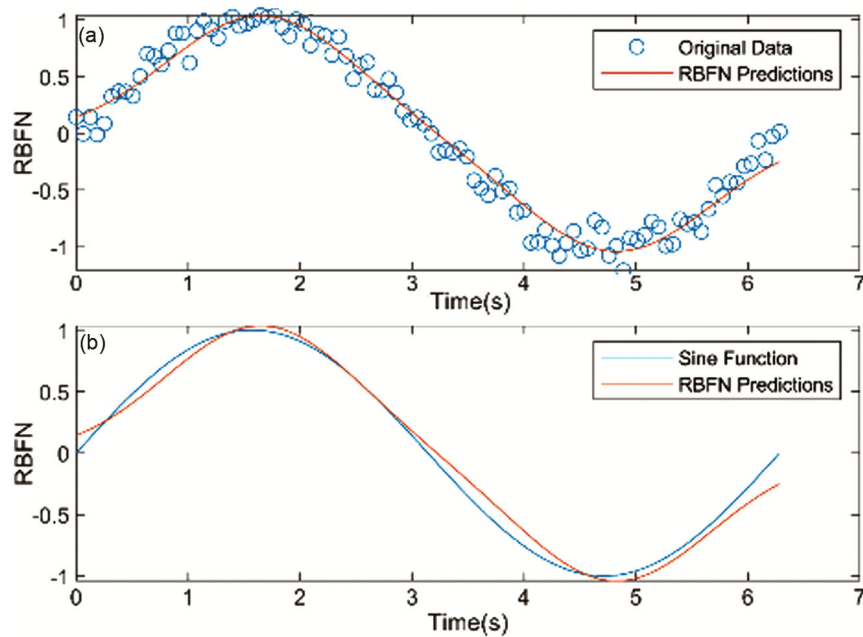 (a)
Original Data
RBFN Predictions
RBFN
1
0.5
0
-0.5
-1
0 1 2 3 4 5 6 7
Time(s)
(b)
Sine Function
RBFN Predictions
RBFN
1
0.5
0
-0.5
-1
0 1 2 3 4 5 6 7
Time(s)